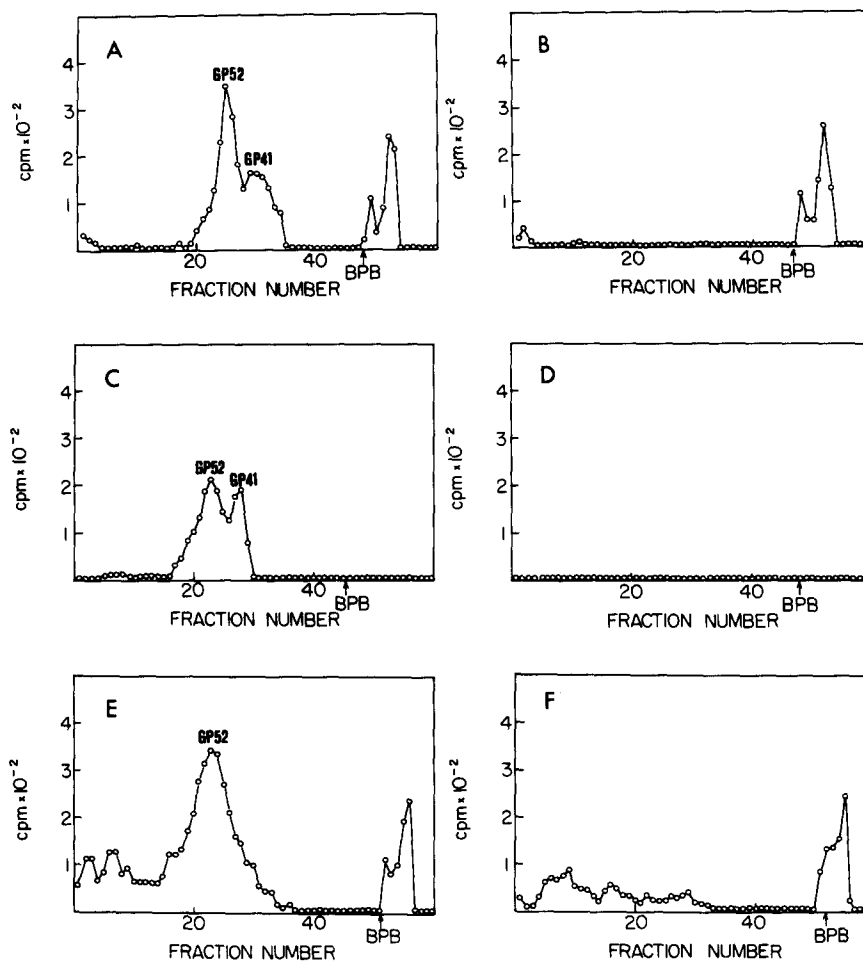 A
GP52
GP41
cpm×10⁻²
4
3
2
1
20
40
BPB
FRACTION NUMBER
B
cpm×10⁻²
4
3
2
1
20
40
BPB
FRACTION NUMBER
C
GP52
GP41
cpm×10⁻²
4
3
2
1
20
40
BPB
FRACTION NUMBER
D
cpm×10⁻²
4
3
2
1
20
40
BPB
FRACTION NUMBER
E
GP52
cpm×10⁻²
4
3
2
1
20
40
BPB
FRACTION NUMBER
F
cpm×10⁻²
4
3
2
1
20
40
BPB
FRACTION NUMBER